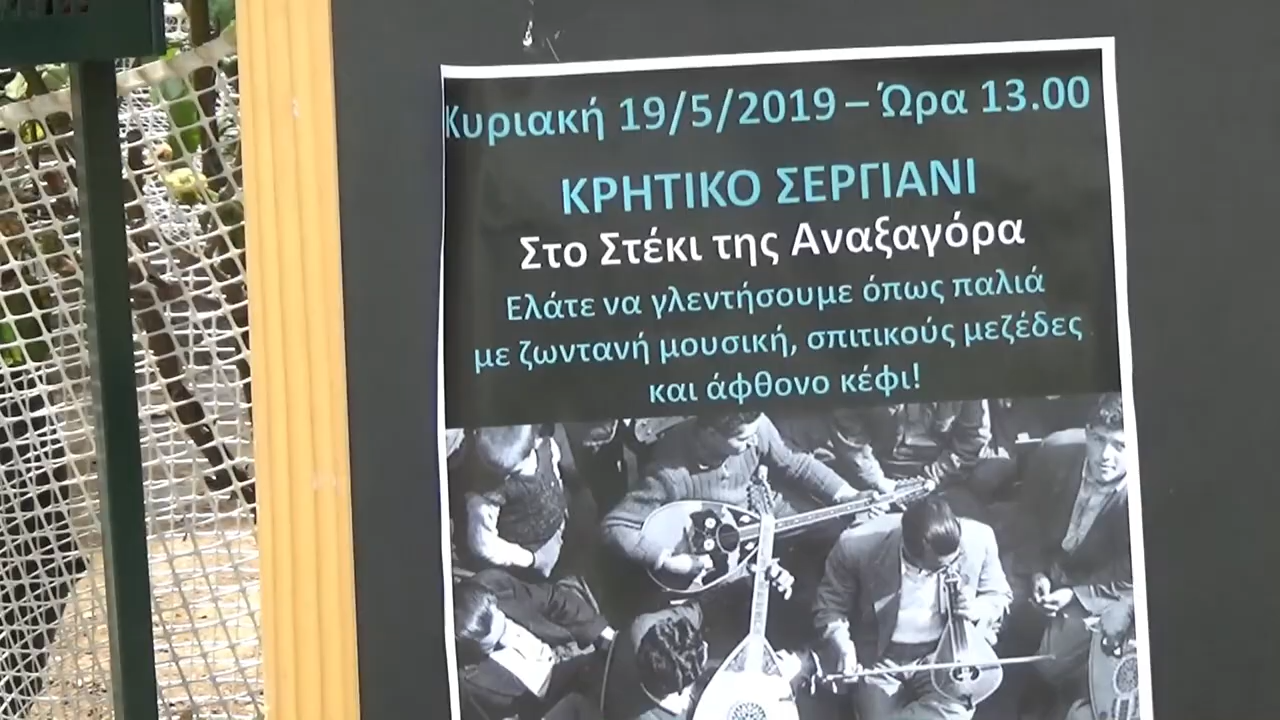 Κυριακή 19/5/2019 – Ώρα 13.00
ΚΡΗΤΙΚΟ ΣΕΡΓΙΑΝΙ
Στο Στέκι της Αναξαγόρα
Ελάτε να γλεντήσουμε όπως παλιά
με ζωντανή μουσική, σπιτικούς μεζέδες
και άφθονο κέφι!